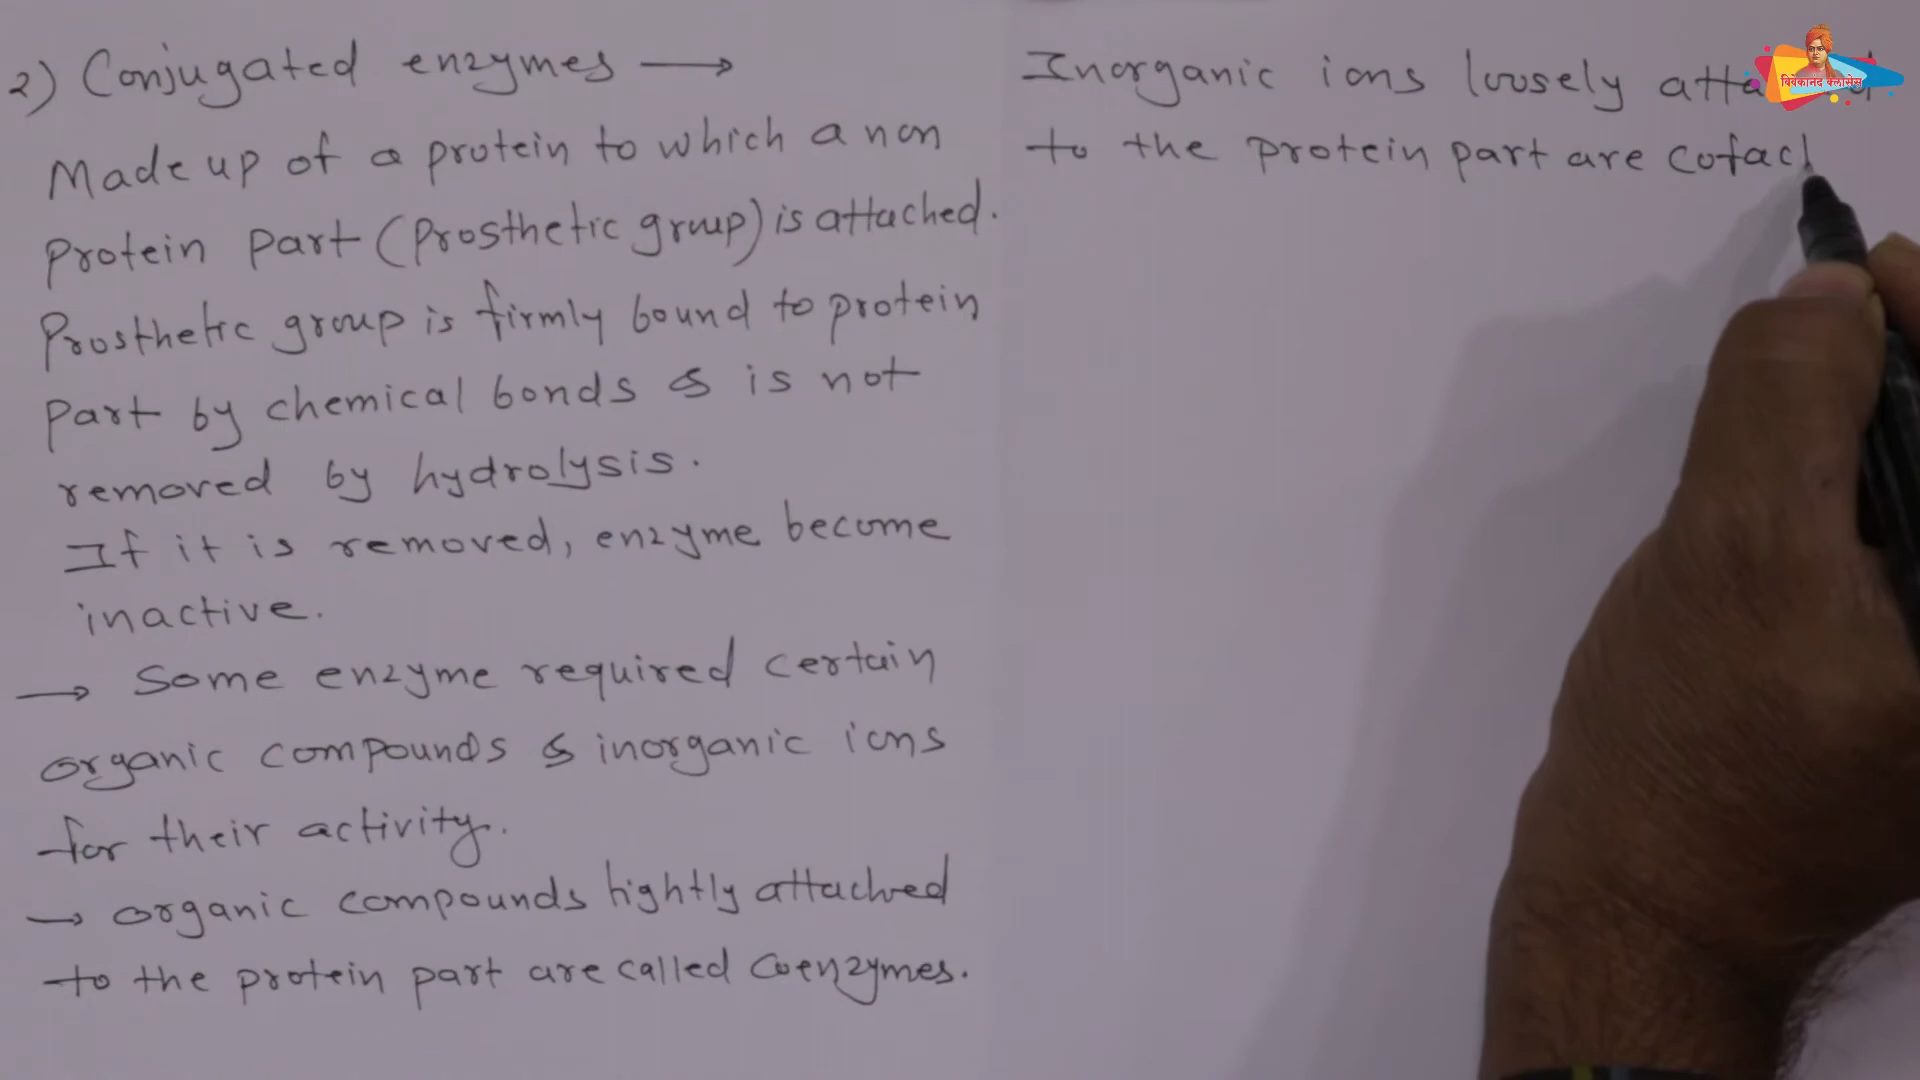 2) Conjugated enzymes →
Made up of a protein to which a non
protein part (Prosthetic group) is attached.
Prosthetic group is firmly bound to protein
part by chemical bonds & is not
removed by hydrolysis.
If it is removed, enzyme become
inactive.
→ Some enzyme required certain
organic compounds & inorganic ions
for their activity.
→ organic compounds tightly attached
to the protein part are called coenzymes.
Inorganic ions loosely
to the protein part are cofact
विवेकानंद क्लासेस